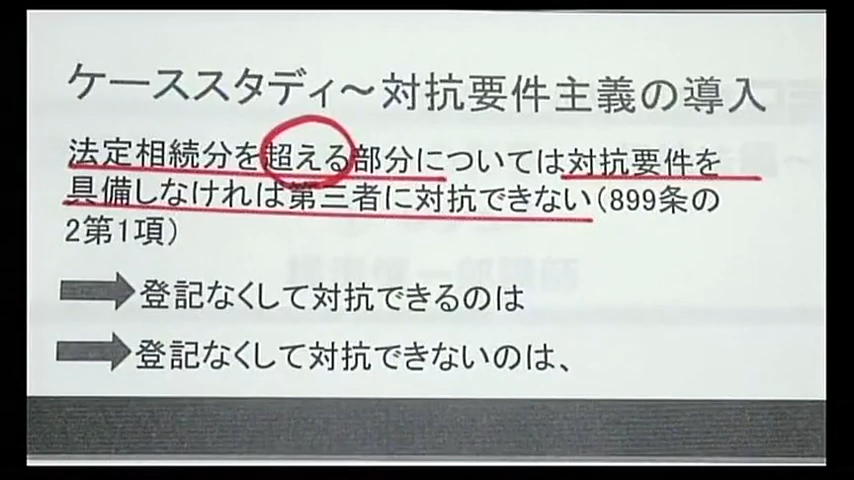 ケーススタディ～対抗要件主義の導入
法定相続分を超える部分については対抗要件を
具備しなければ第三者に対抗できない（899条の
2第1項）
登記なくして対抗できるのは
登記なくして対抗できないのは、